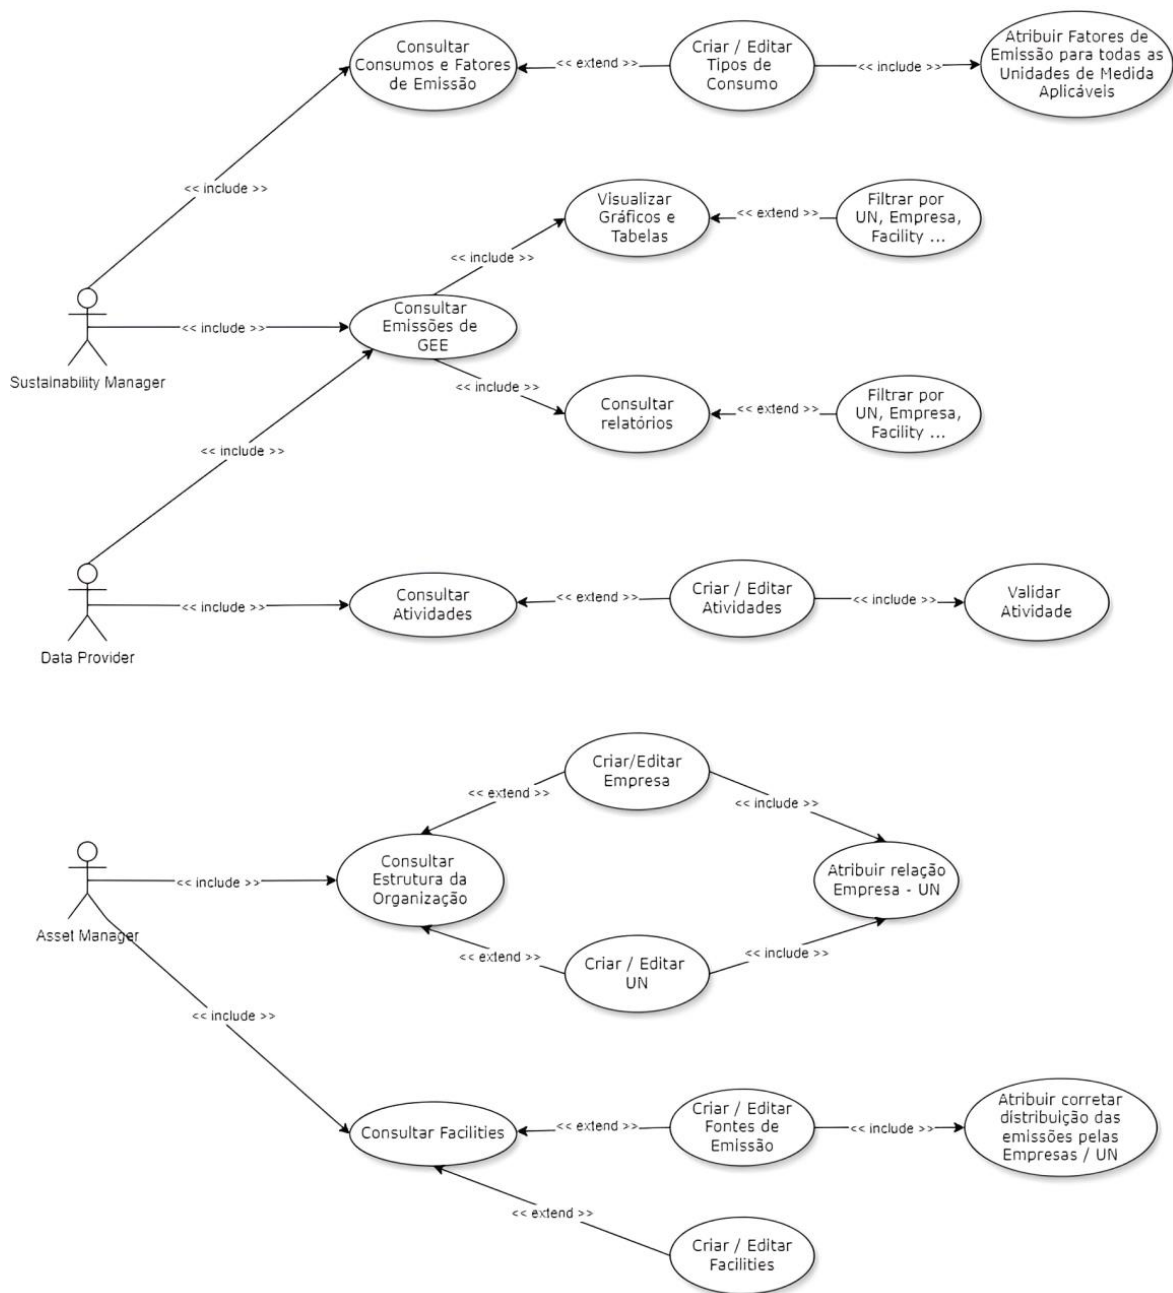 Consultar
Consumos e Fatores
de Emissão
<< extend >>
Criar / Editar
Tipos de
Consumo
<< include >>
Atribuir Fatores de
Emissão para todas as
Unidades de Medida
Aplicáveis
<< include >>
Visualizar
Gráficos e
Tabelas
<< extend >>
Filtrar por
UN, Empresa,
Facility ...
<< include >>
Sustainability Manager
<< include >>
Consultar
Emissões de
GEE
<< include >>
Consultar
relatórios
<< extend >>
Filtrar por
UN, Empresa,
Facility ...
<< include >>
Data Provider
<< include >>
Consultar
Atividades
<< extend >>
Criar / Editar
Atividades
<< include >>
Validar
Atividade
Criar/Editar
Empresa
<< extend >>
<< include >>
Asset Manager
<< include >>
Consultar
Estrutura da
Organização
Atribuir relação
Empresa - UN
<< extend >>
Criar / Editar
UN
<< include >>
<< include >>
Consultar Facilities
<< extend >>
Criar / Editar
Fontes de
Emissão
<< include >>
Atribuir corretar
distribuição das
emissões pelas
Empresas / UN
<< extend >>
Criar / Editar
Facilities